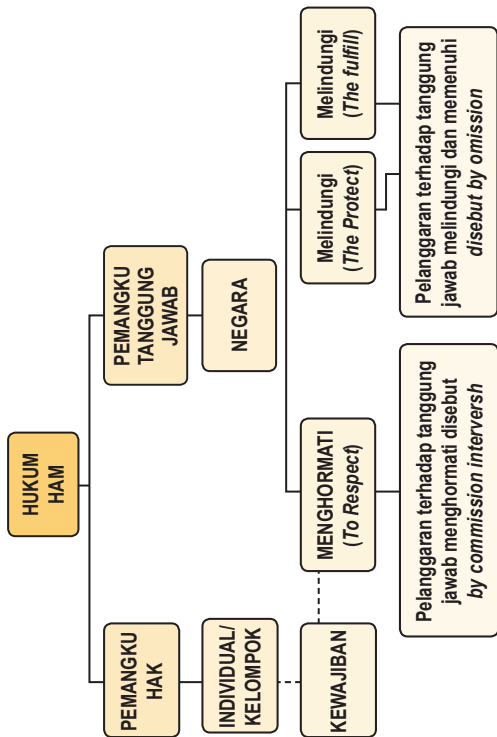 HUKUM
HAM
PEMANGKU
HAK
PEMANGKU
TANGGUNG
JAWAB
INDIVIDUAL/
KELOMPOK
NEGARA
KEWAJIBAN
MENGHORMATI
(To Respect)
Melindungi
(The Protect)
Melindungi
(The fulfill)
Pelanggaran terhadap tanggung
jawab menghormati disebut
by commission interversh
Pelanggaran terhadap tanggung
jawab melindungi dan memenuhi
disebut by omission